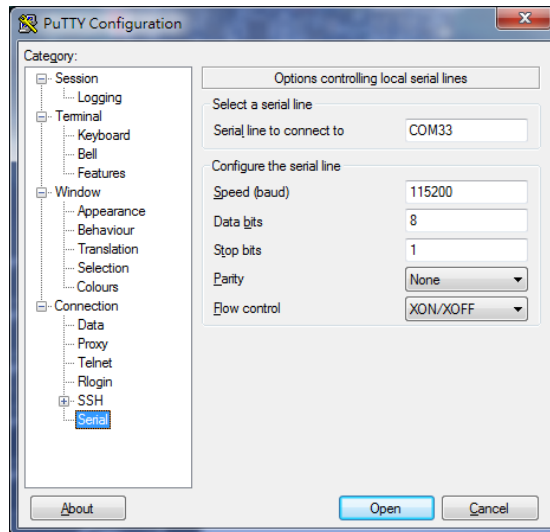 PuTTY Configuration
Category:
Session
Logging
Terminal
Keyboard
Bell
Features
Window
Appearance
Behaviour
Translation
Selection
Colours
Connection
Data
Proxy
Telnet
Rlogin
SSH
Serial
Options controlling local serial lines
Select a serial line
Serial line to connect to COM33
Configure the serial line
Speed (baud) 115200
Data bits 8
Stop bits 1
Parity None
Flow control XON/XOFF
About Open Cancel